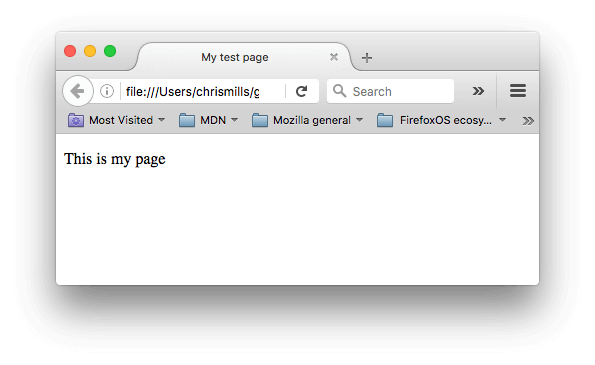 My test page
file:///Users/chrismills/g
Search
Most Visited MDN Mozilla general FirefoxOS ecosy...
This is my page